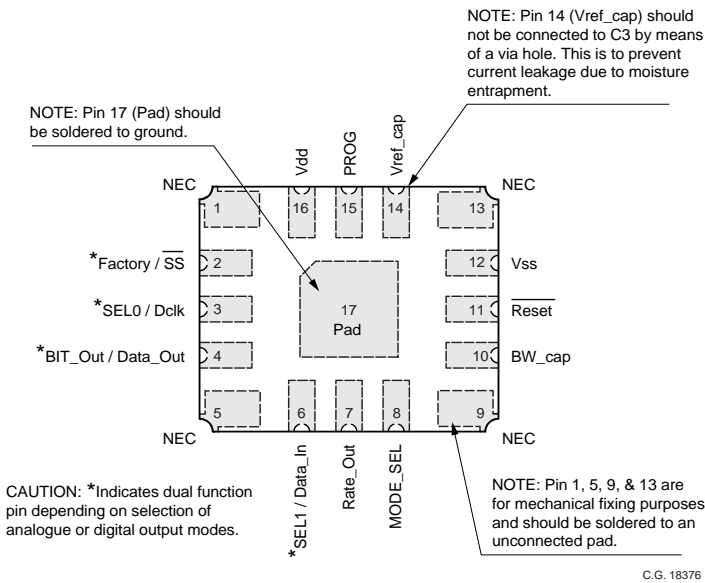 NOTE: Pin 14 (Vref_cap) should
not be connected to C3 by means
of a via hole. This is to prevent
current leakage due to moisture
entrapment.
NOTE: Pin 17 (Pad) should
be soldered to ground.
Vdd
PROG
Vref_cap
NEC
NEC
1
16
15
14
13
*Factory / SS
2
12
Vss
*SEL0 / Dclk
3
17
Pad
11
Reset
*BIT_Out / Data_Out
4
10
BW_cap
5
6
7
8
9
NEC
NEC
*SEL1 / Data_In
Rate_Out
MODE_SEL
CAUTION: *Indicates dual function
pin depending on selection of
analogue or digital output modes.
NOTE: Pin 1, 5, 9, & 13 are
for mechanical fixing purposes
and should be soldered to an
unconnected pad.
C.G. 18376